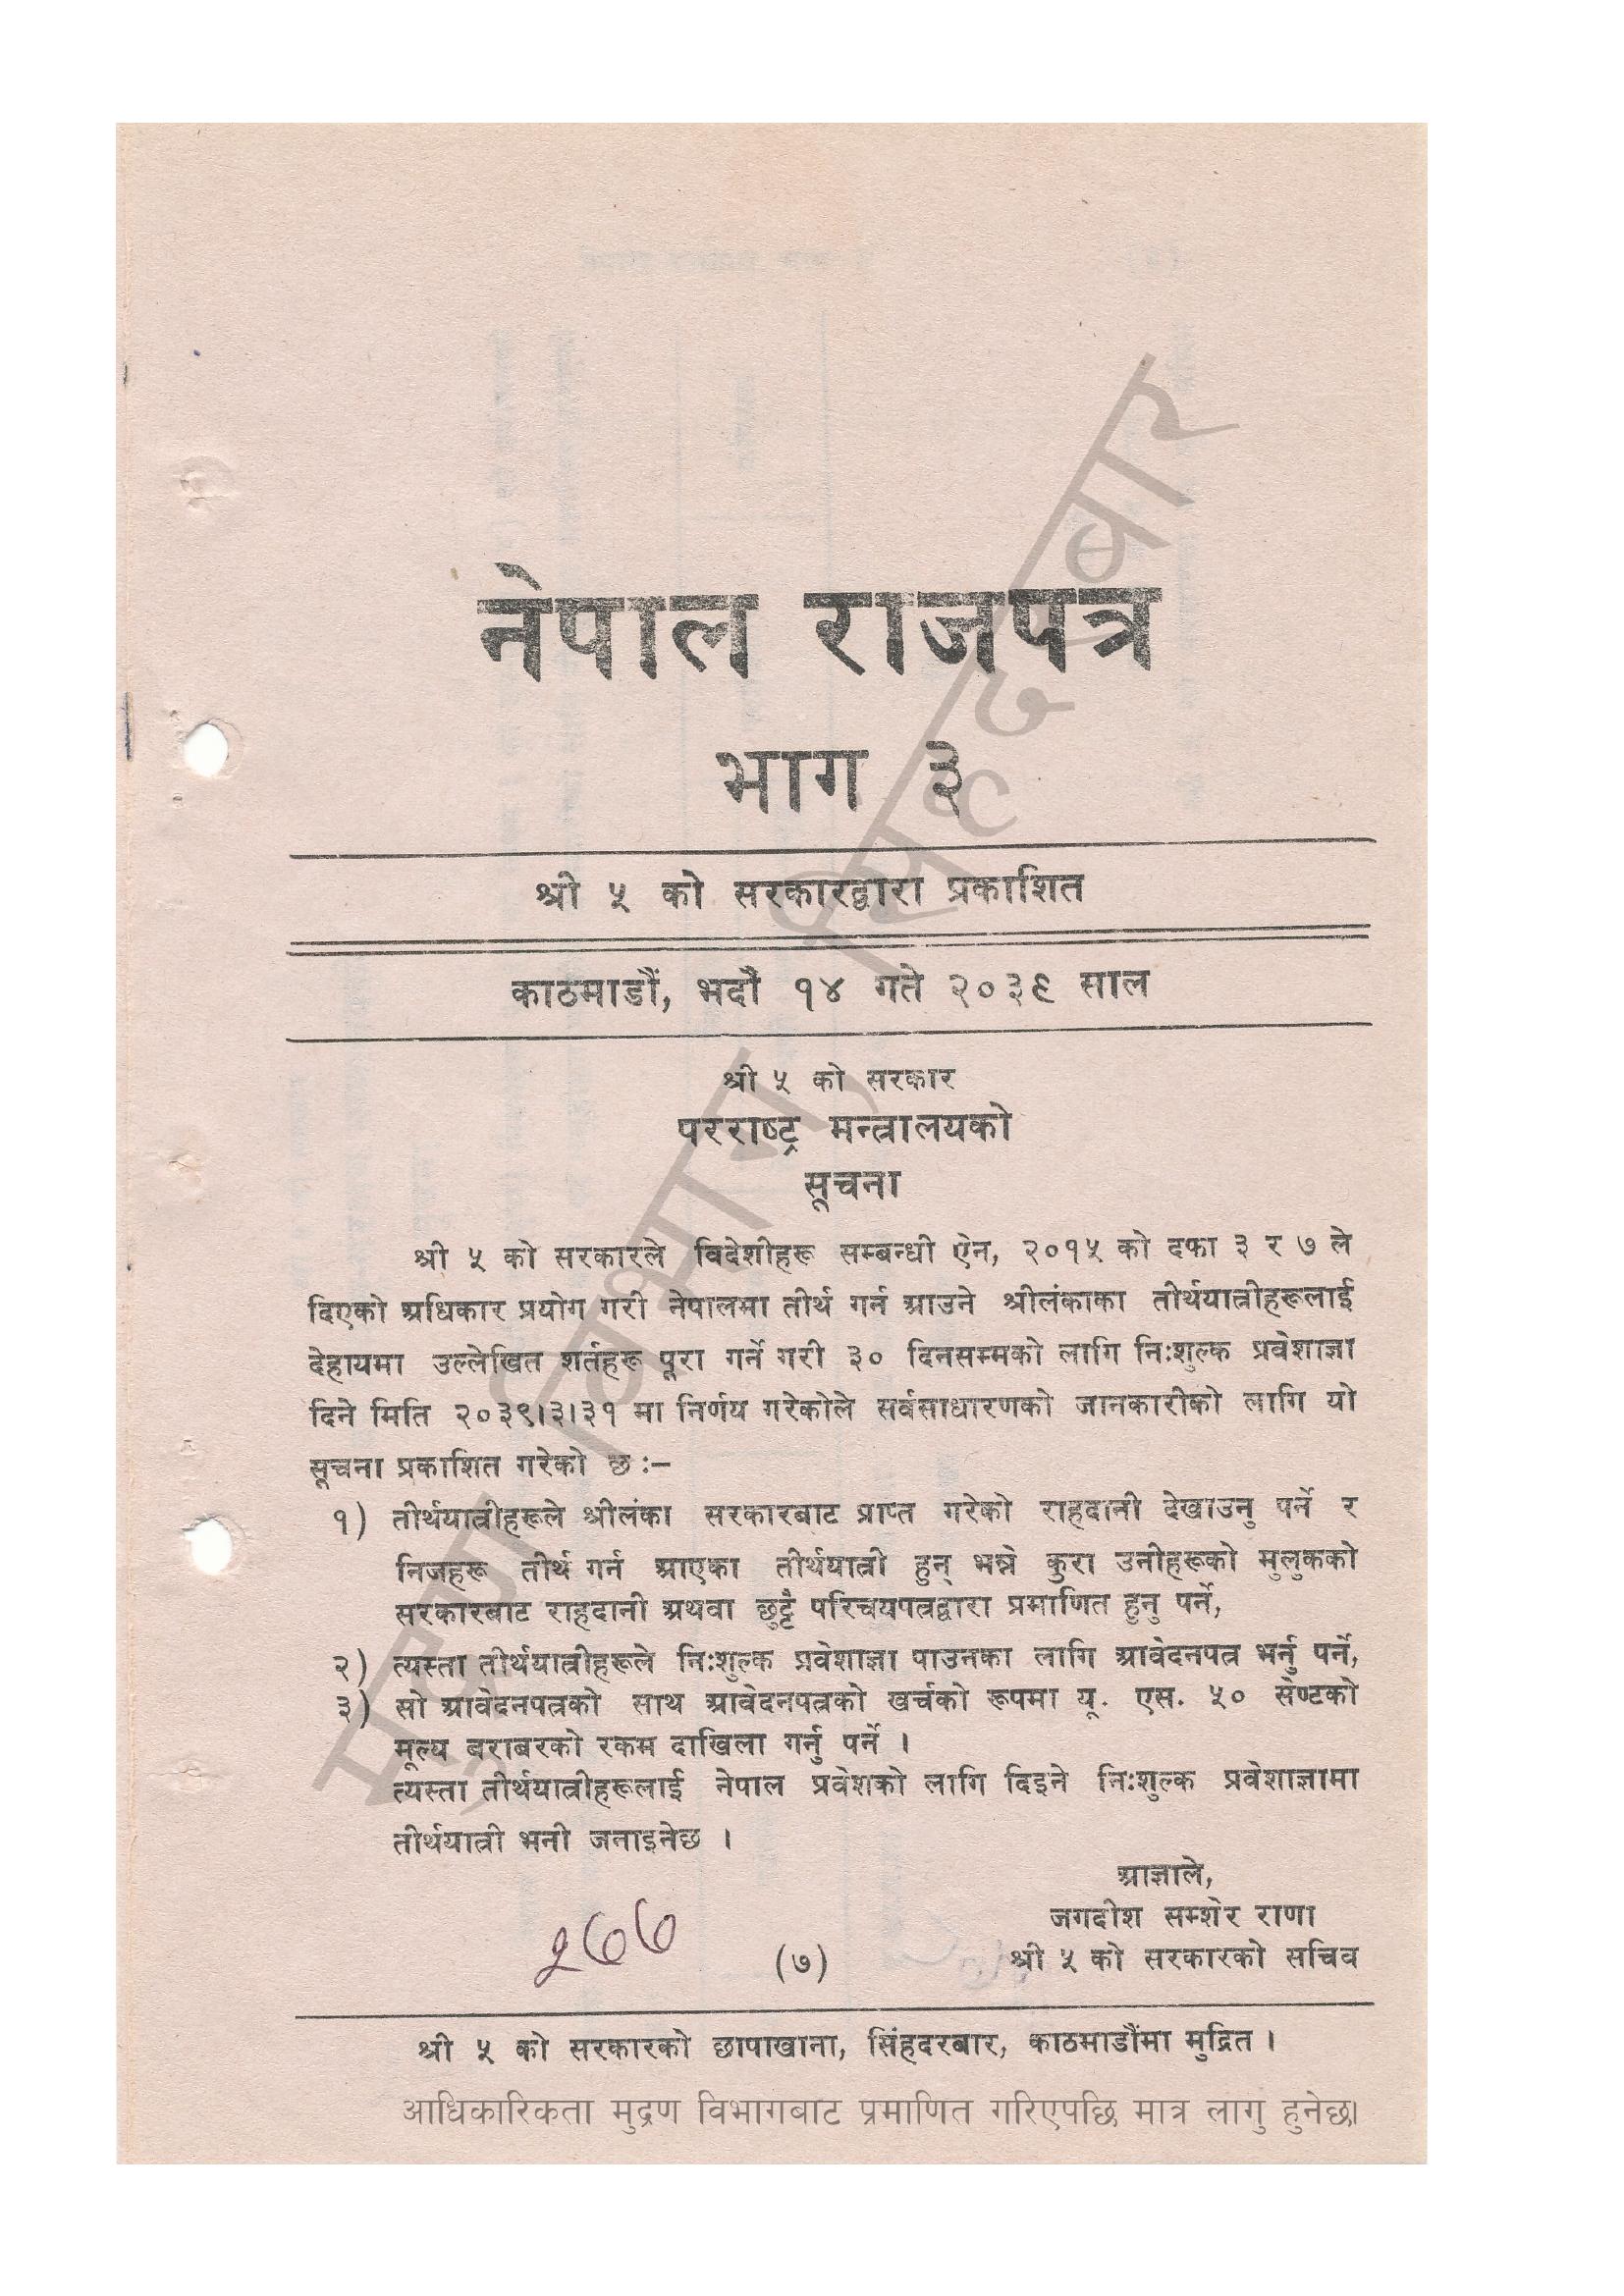 नेपाल राजपत्र
भाग ३
श्री ५ को सरकारद्वारा प्रकाशित
काठमाडौं, भदौ १४ गते २०३९ साल
श्री ५ को सरकार
परराष्ट्र मन्त्रालयको
सूचना
श्री ५ को सरकारले विदेशीहरू सम्बन्धी ऐन, २०१५ को दफा ३ र ७ ले
दिएको अधिकार प्रयोग गरी नेपालमा तीर्थ गर्न आउने श्रीलंकाका तीर्थयात्रीहरूलाई
देहायमा उल्लेखित शर्तहरू पूरा गर्ने गरी ३० दिनसम्मको लागि निःशुल्क प्रवेशाज्ञा
दिने मिति २०३९।३।३१ मा निर्णय गरेकोले सर्वसाधारणको जानकारीको लागि यो
सूचना प्रकाशित गरेको छ :–
१) तीर्थयात्रीहरूले श्रीलंका सरकारबाट प्राप्त गरेको राहदानी देखाउनु पर्ने र
निजहरू तीर्थ गर्न आएका तीर्थयात्री हुन् भन्ने कुरा उनीहरूको मुलुकको
सरकारबाट राहदानी अथवा छुट्टै परिचयपत्रद्वारा प्रमाणित हुनु पर्ने,
२) त्यस्ता तीर्थयात्रीहरूले निःशुल्क प्रवेशाज्ञा पाउनका लागि आवेदनपत्र भर्नु पर्ने,
३) सो आवेदनपत्रको साथ आवेदनपत्रको खर्चको रूपमा यू. एस. ५० सेण्टको
मूल्य बराबरको रकम दाखिला गर्नु पर्ने ।
त्यस्ता तीर्थयात्रीहरूलाई नेपाल प्रवेशको लागि दिइने निःशुल्क प्रवेशाज्ञामा
तीर्थयात्री भनी जनाइनेछ ।
आज्ञाले,
जगदीश सम्शेर राणा
श्री ५ को सरकारको सचिव
२७७
(७)
श्री ५ को सरकारको छापाखाना, सिंहदरबार, काठमाडौंमा मुद्रित ।
आधिकारिकता मुद्रण विभागबाट प्रमाणित गरिएपछि मात्र लागु हुनेछ।
मुद्रण विभाग, सिंहदरबार